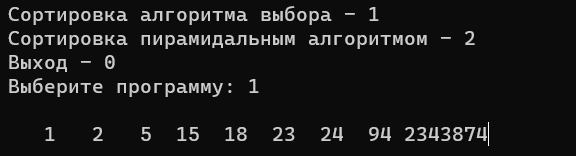 Сортировка алгоритма выбора - 1
Сортировка пирамидальным алгоритмом - 2
Выход - 0
Выберите программу: 1
1 2 5 15 18 23 24 94 2343874